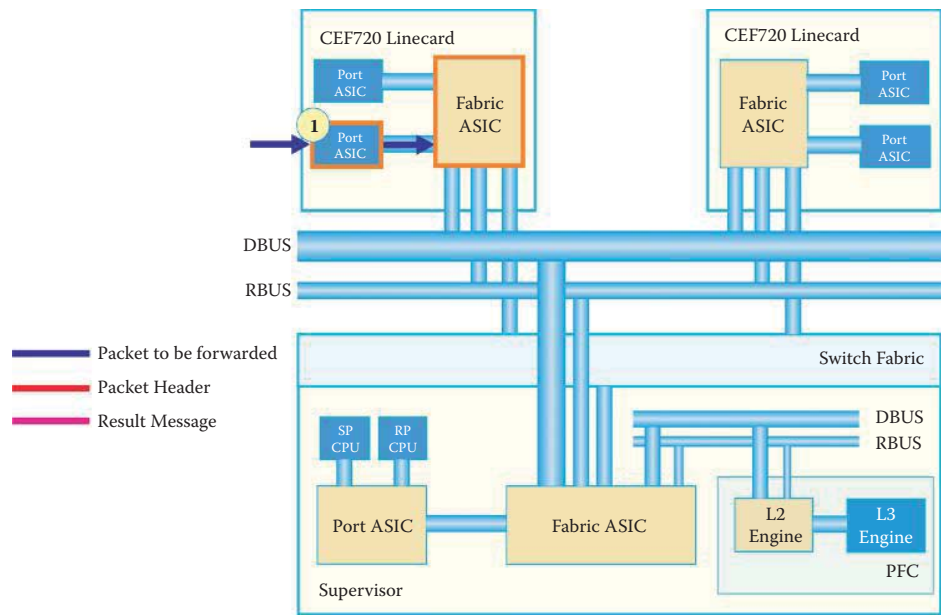 CEF720 Linecard
CEF720 Linecard
Port
ASIC
Fabric
ASIC
1
Port
ASIC
Fabric
ASIC
Port
ASIC
Port
ASIC
DBUS
RBUS
Packet to be forwarded
Packet Header
Result Message
Switch Fabric
SP
CPU
RP
CPU
DBUS
RBUS
Port ASIC
Fabric ASIC
L2
Engine
L3
Engine
PFC
Supervisor